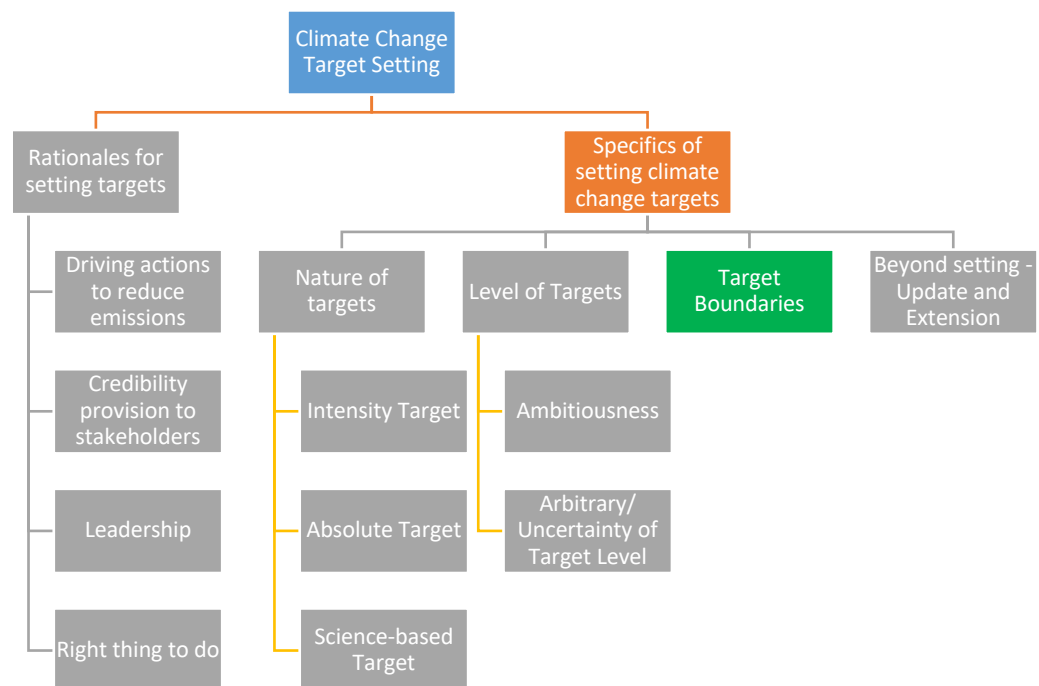 Climate Change
Target Setting
Rationales for
setting targets
Specifics of
setting climate
change targets
Driving actions
to reduce
emissions
Credibility
provision to
stakeholders
Leadership
Right thing to do
Nature of
targets
Intensity Target
Absolute Target
Science-based
Target
Level of Targets
Ambitiousness
Arbitrary/
Uncertainty of
Target Level
Target
Boundaries
Beyond setting -
Update and
Extension